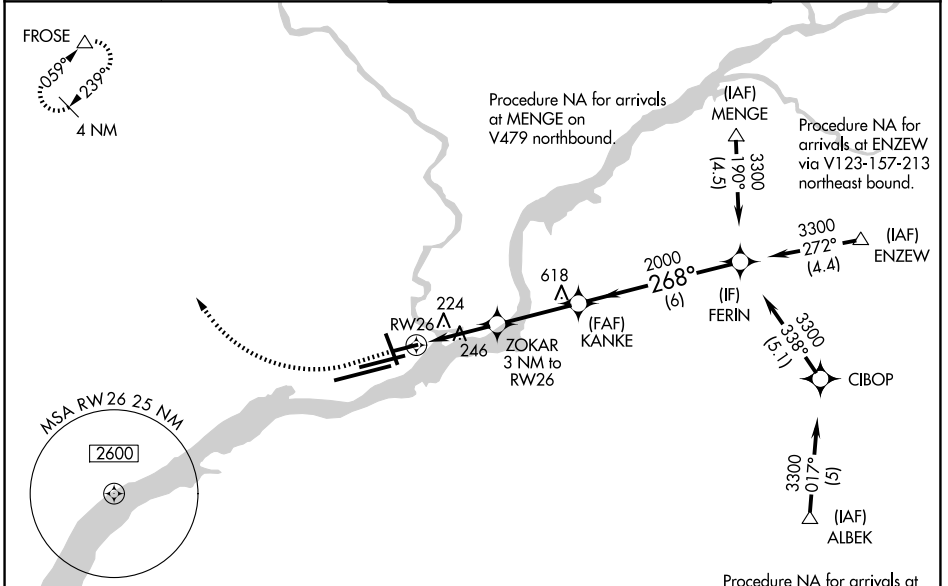 FROSE
059°
239°
4 NM
Procedure NA for arrivals
at MENGE on
V479 northbound.
(IAF)
MENGE
3300
190°
(4.5)
Procedure NA for
arrivals at ENZEW
via V123-157-213
northeast bound.
3300
272°
(4.4)
(IAF)
ENZEW
2000
268°
(6)
(IF)
FERIN
618
(FAF)
KANKE
224
RW26
246
ZOKAR
3 NM to
RW26
3300
338°
(5.1)
CIBOP
3300
017°
(5)
(IAF)
ALBEK
MSA RW 26 25 NM
2600
Procedure NA for arrivals at